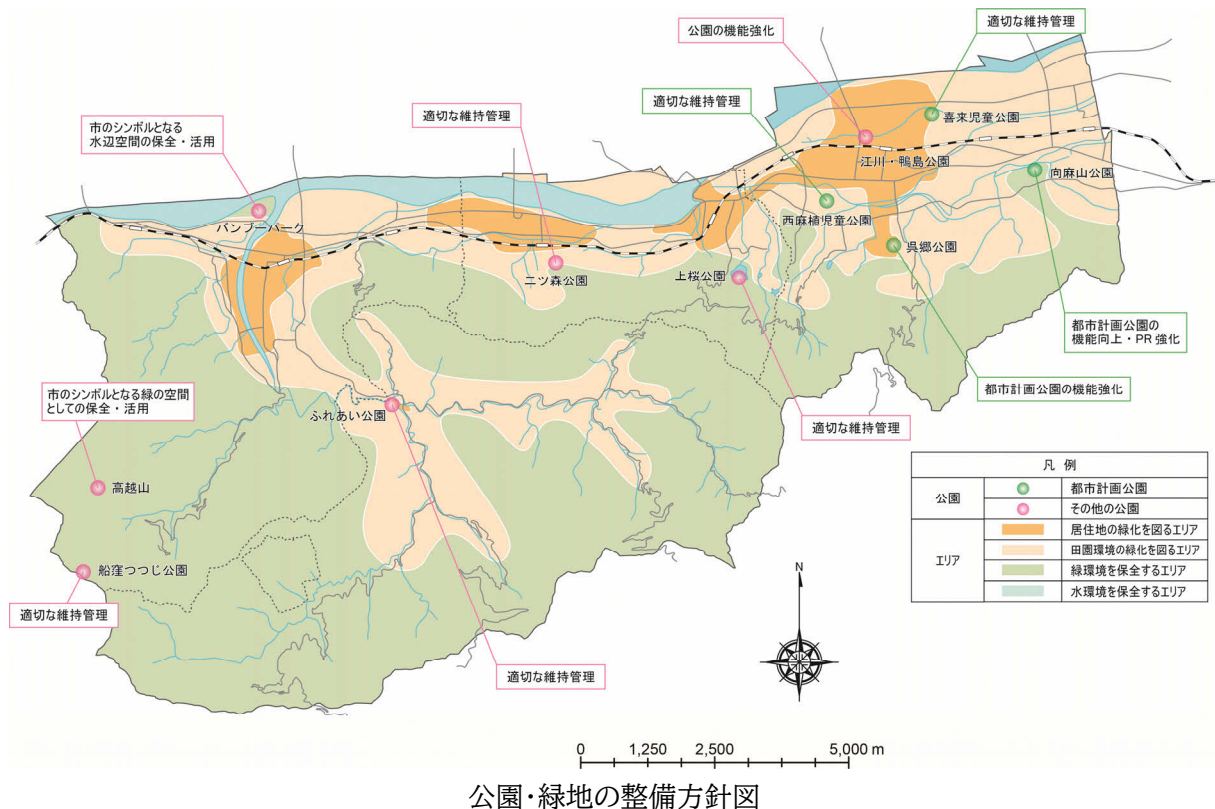 公園の機能強化
適切な維持管理
適切な維持管理
適切な維持管理
市のシンボルとなる
水辺空間の保全・活用
喜来児童公園
江川・鴨島公園
向麻山公園
バンブーパーク
西麻植児童公園
呉郷公園
二ツ森公園
上桜公園
都市計画公園の
機能向上・PR強化
都市計画公園の機能強化
市のシンボルとなる緑の空間
としての保全・活用
ふれあい公園
適切な維持管理
高越山
船窪つつじ公園
適切な維持管理
適切な維持管理
凡 例
公園
都市計画公園
その他の公園
エリア
居住地の緑化を図るエリア
田園環境の緑化を図るエリア
緑環境を保全するエリア
水環境を保全するエリア
N
0 1,250 2,500 5,000 m
公園・緑地の整備方針図